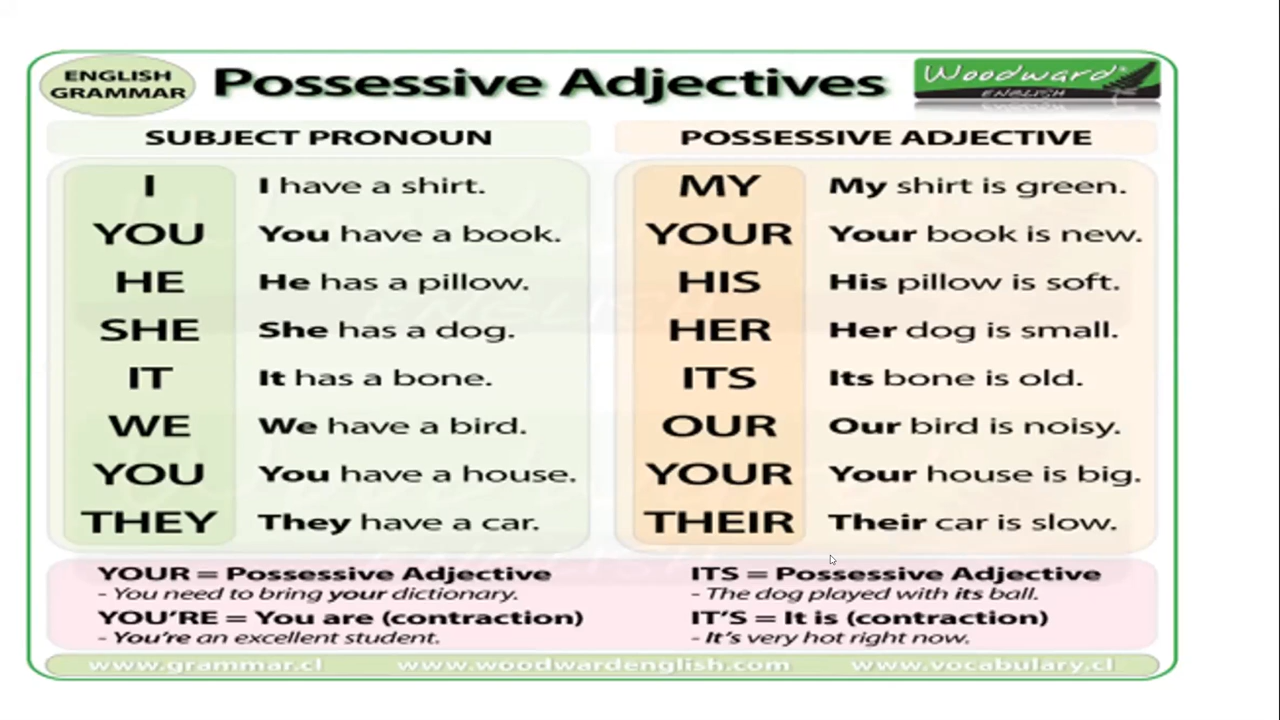 ENGLISH
GRAMMAR
Possessive Adjectives
Woodward®
ENGLISH
SUBJECT PRONOUN
I I have a shirt.
YOU You have a book.
HE He has a pillow.
SHE She has a dog.
IT It has a bone.
WE We have a bird.
YOU You have a house.
THEY They have a car.
POSSESSIVE ADJECTIVE
MY My shirt is green.
YOUR Your book is new.
HIS His pillow is soft.
HER Her dog is small.
ITS Its bone is old.
OUR Our bird is noisy.
YOUR Your house is big.
THEIR Their car is slow.
YOUR = Possessive Adjective
- You need to bring your dictionary.
YOU'RE = You are (contraction)
- You're an excellent student.
ITS = Possessive Adjective
- The dog played with its ball.
IT'S = It is (contraction)
- It's very hot right now.
www.grammar.cl www.woodwardenglish.com www.vocabulary.cl